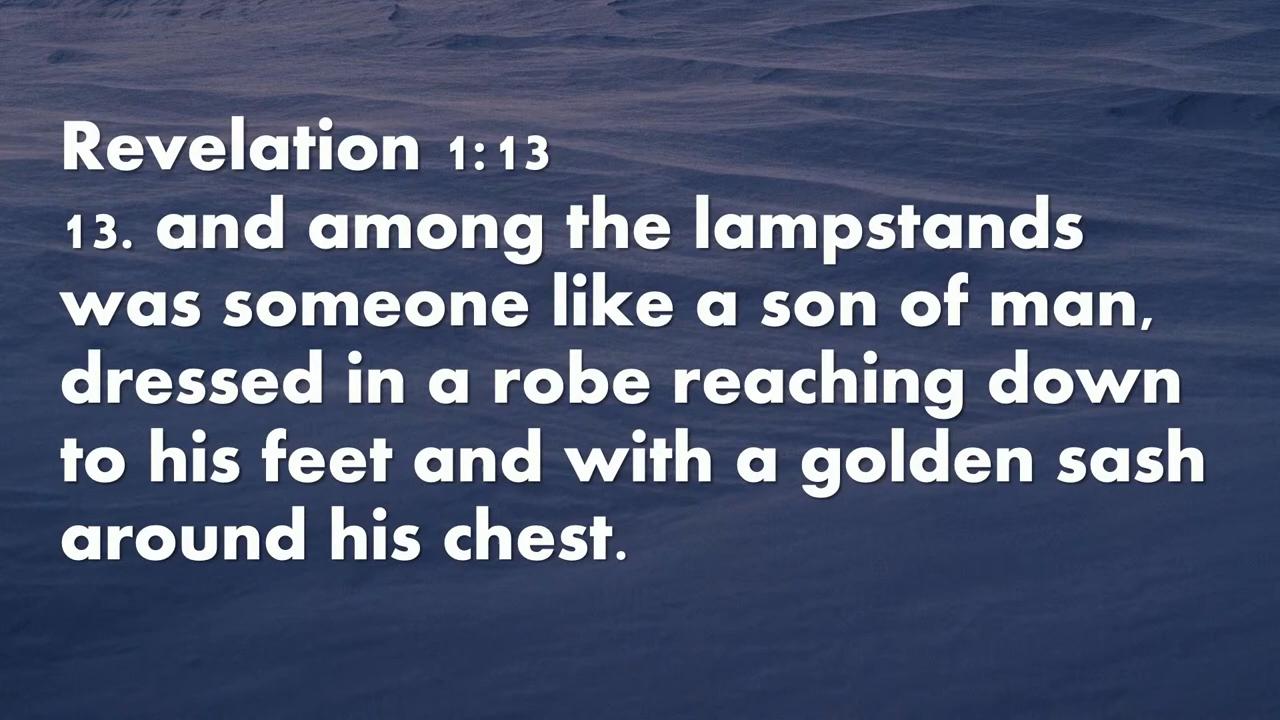 Revelation 1:13
13. and among the lampstands
was someone like a son of man,
dressed in a robe reaching down
to his feet and with a golden sash
around his chest.